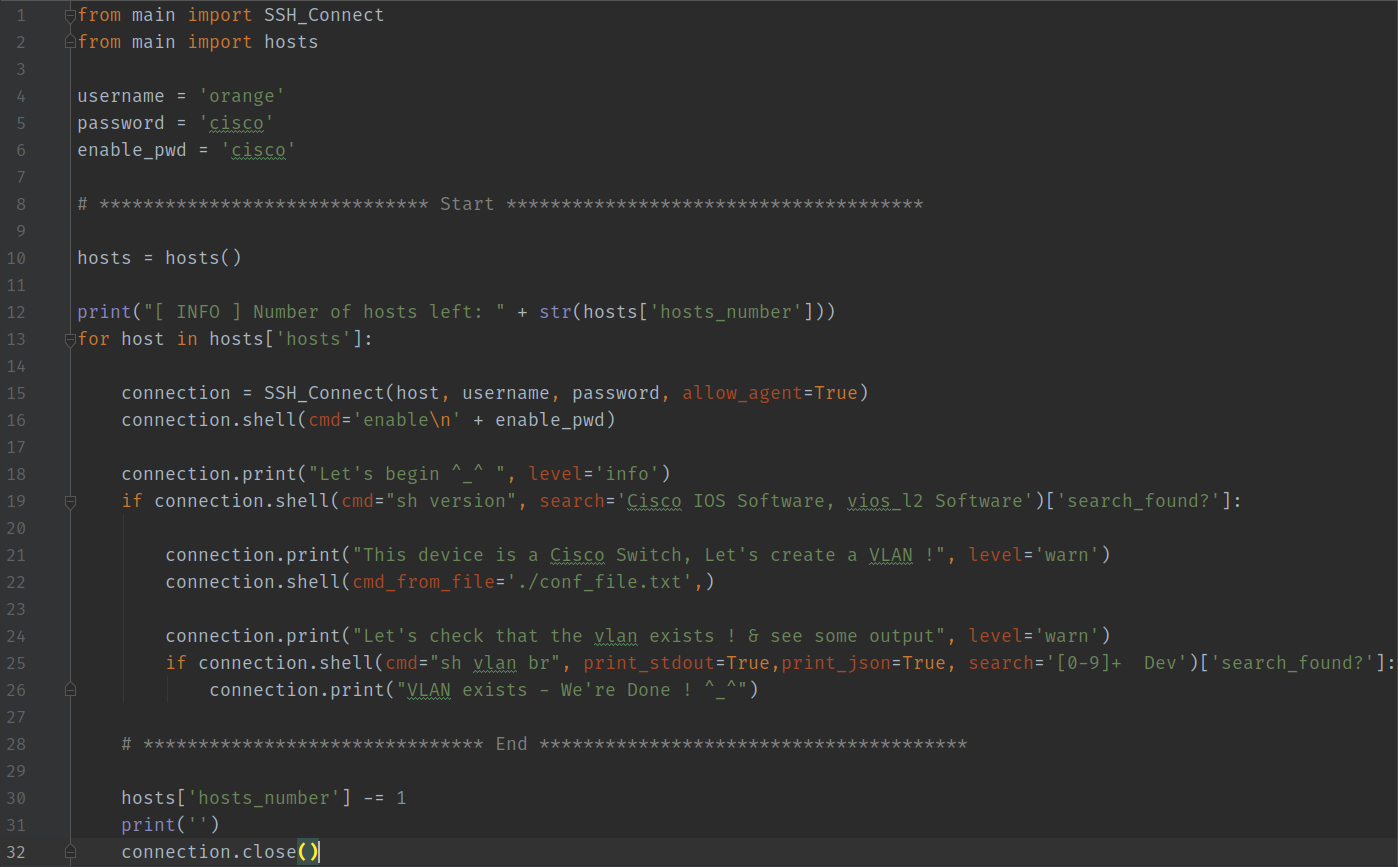 1 from main import SSH_Connect
2 from main import hosts
3
4 username = 'orange'
5 password = 'cisco'
6 enable_pwd = 'cisco'
7
8 # ****************************** Start **************************************
9
10 hosts = hosts()
11
12 print("[ INFO ] Number of hosts left: " + str(hosts['hosts_number']))
13 for host in hosts['hosts']:
14
15     connection = SSH_Connect(host, username, password, allow_agent=True)
16     connection.shell(cmd='enable\n' + enable_pwd)
17
18     connection.print("Let's begin ^_^ ", level='info')
19     if connection.shell(cmd="sh version", search='Cisco IOS Software, vios_l2 Software')['search_found?']:
20
21         connection.print("This device is a Cisco Switch, Let's create a VLAN !", level='warn')
22         connection.shell(cmd_from_file='./conf_file.txt',)
23
24         connection.print("Let's check that the vlan exists ! & see some output", level='warn')
25         if connection.shell(cmd="sh vlan br", print_stdout=True,print_json=True, search='[0-9]+  Dev')['search_found?']:
26             connection.print("VLAN exists - We're Done ! ^_^")
27
28     # ******************************* End ***************************************
29
30     hosts['hosts_number'] -= 1
31     print('')
32     connection.close()